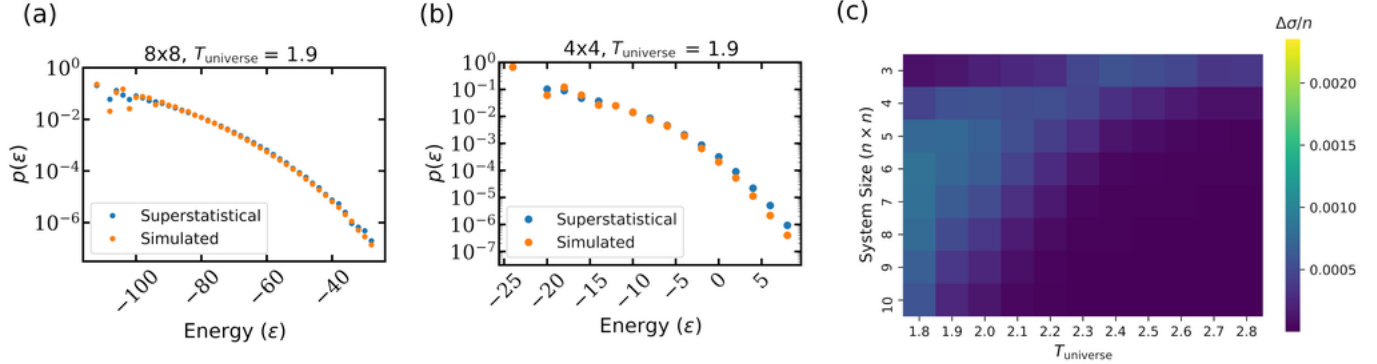 (a)
8x8, T_universe = 1.9
p(ε)
10^0
10^−2
10^−4
10^−6
Superstatistical
Simulated
−100
−80
−60
−40
Energy (ε)
(b)
4x4, T_universe = 1.9
p(ε)
10^0
10^−1
10^−2
10^−3
10^−4
10^−5
10^−6
10^−7
Superstatistical
Simulated
−25
−20
−15
−10
−5
0
5
Energy (ε)
(c)
System Size (n × n)
3
4
5
6
7
8
9
10
1.8 1.9 2.0 2.1 2.2 2.3 2.4 2.5 2.6 2.7 2.8
T_universe
Δσ/n
0.0020
0.0015
0.0010
0.0005